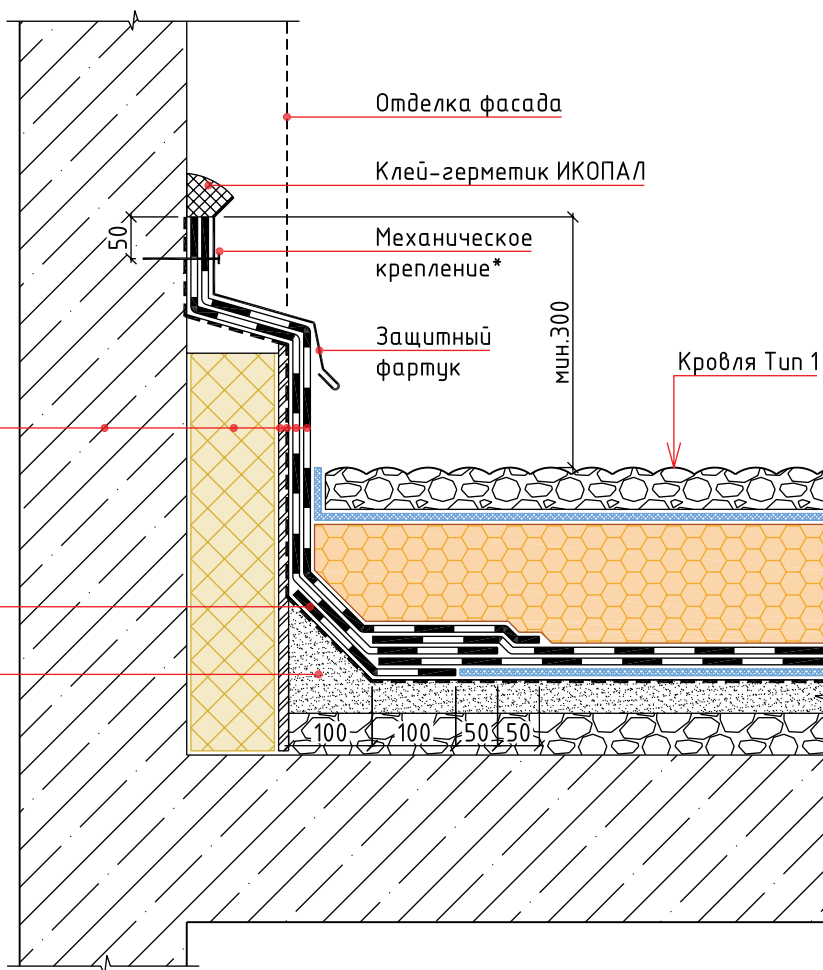 Отделка фасада
Клей-герметик ИКОПАЛ
50
Механическое
крепление*
мин.300
Защитный
фартук
Кровля Тип 1
100
100
50
50